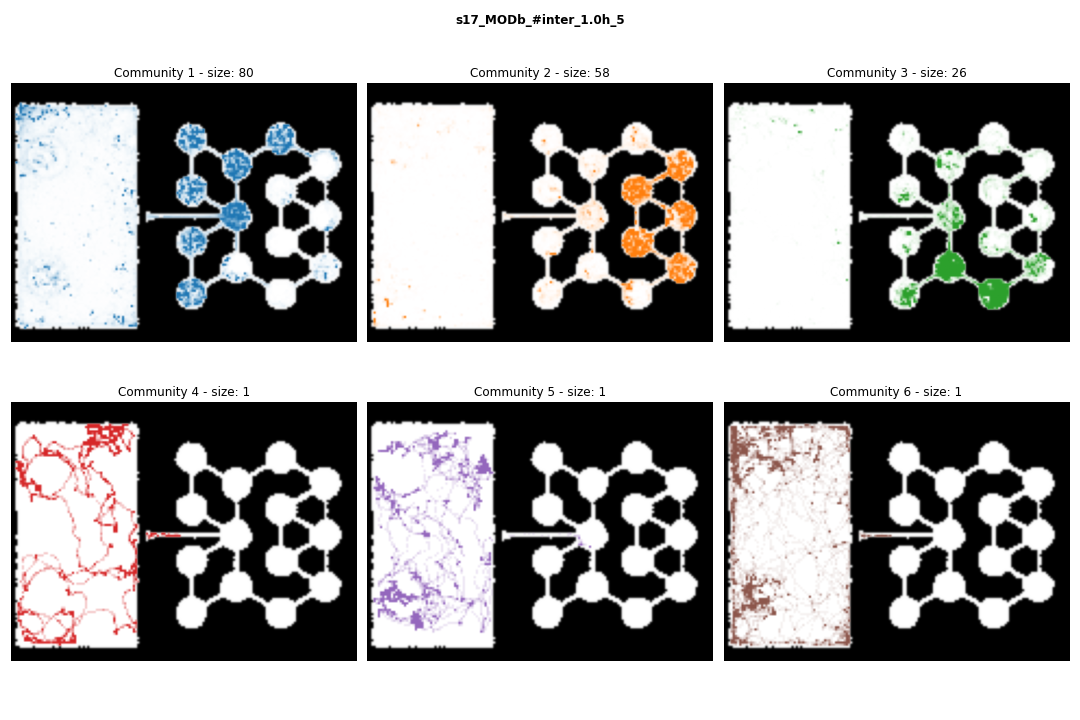 s17_MODb_#inter_1.0h_5
Community 1 - size: 80
Community 2 - size: 58
Community 3 - size: 26
Community 4 - size: 1
Community 5 - size: 1
Community 6 - size: 1